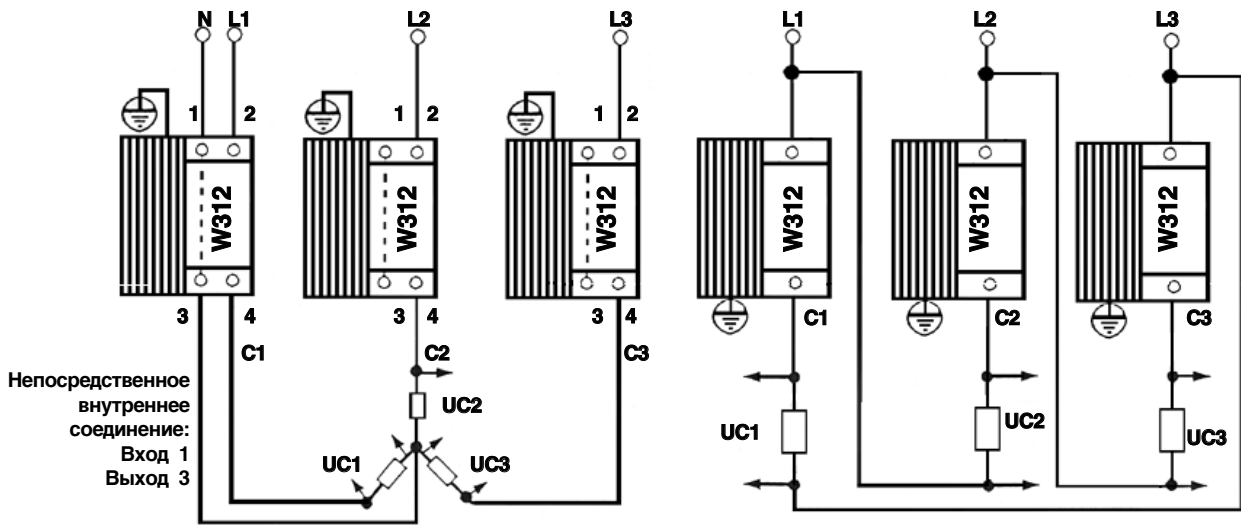 N L1 L2 L3 L1 L2 L3
1 2 1 2 1 2
W312 W312 W312 W312 W312 W312
3 4 3 4 3 4 C1 C2 C3
C1 C2 C3
Непосредственное
внутреннее
соединение:
Вход 1
Выход 3
UC2
UC1 UC3
UC1 UC2 UC3